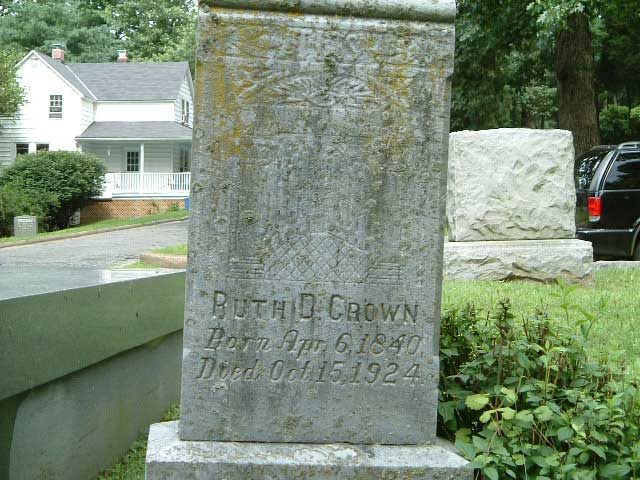 RUTH D. CROWN
Born Apr. 6, 1840.
Died Oct. 15, 1924.